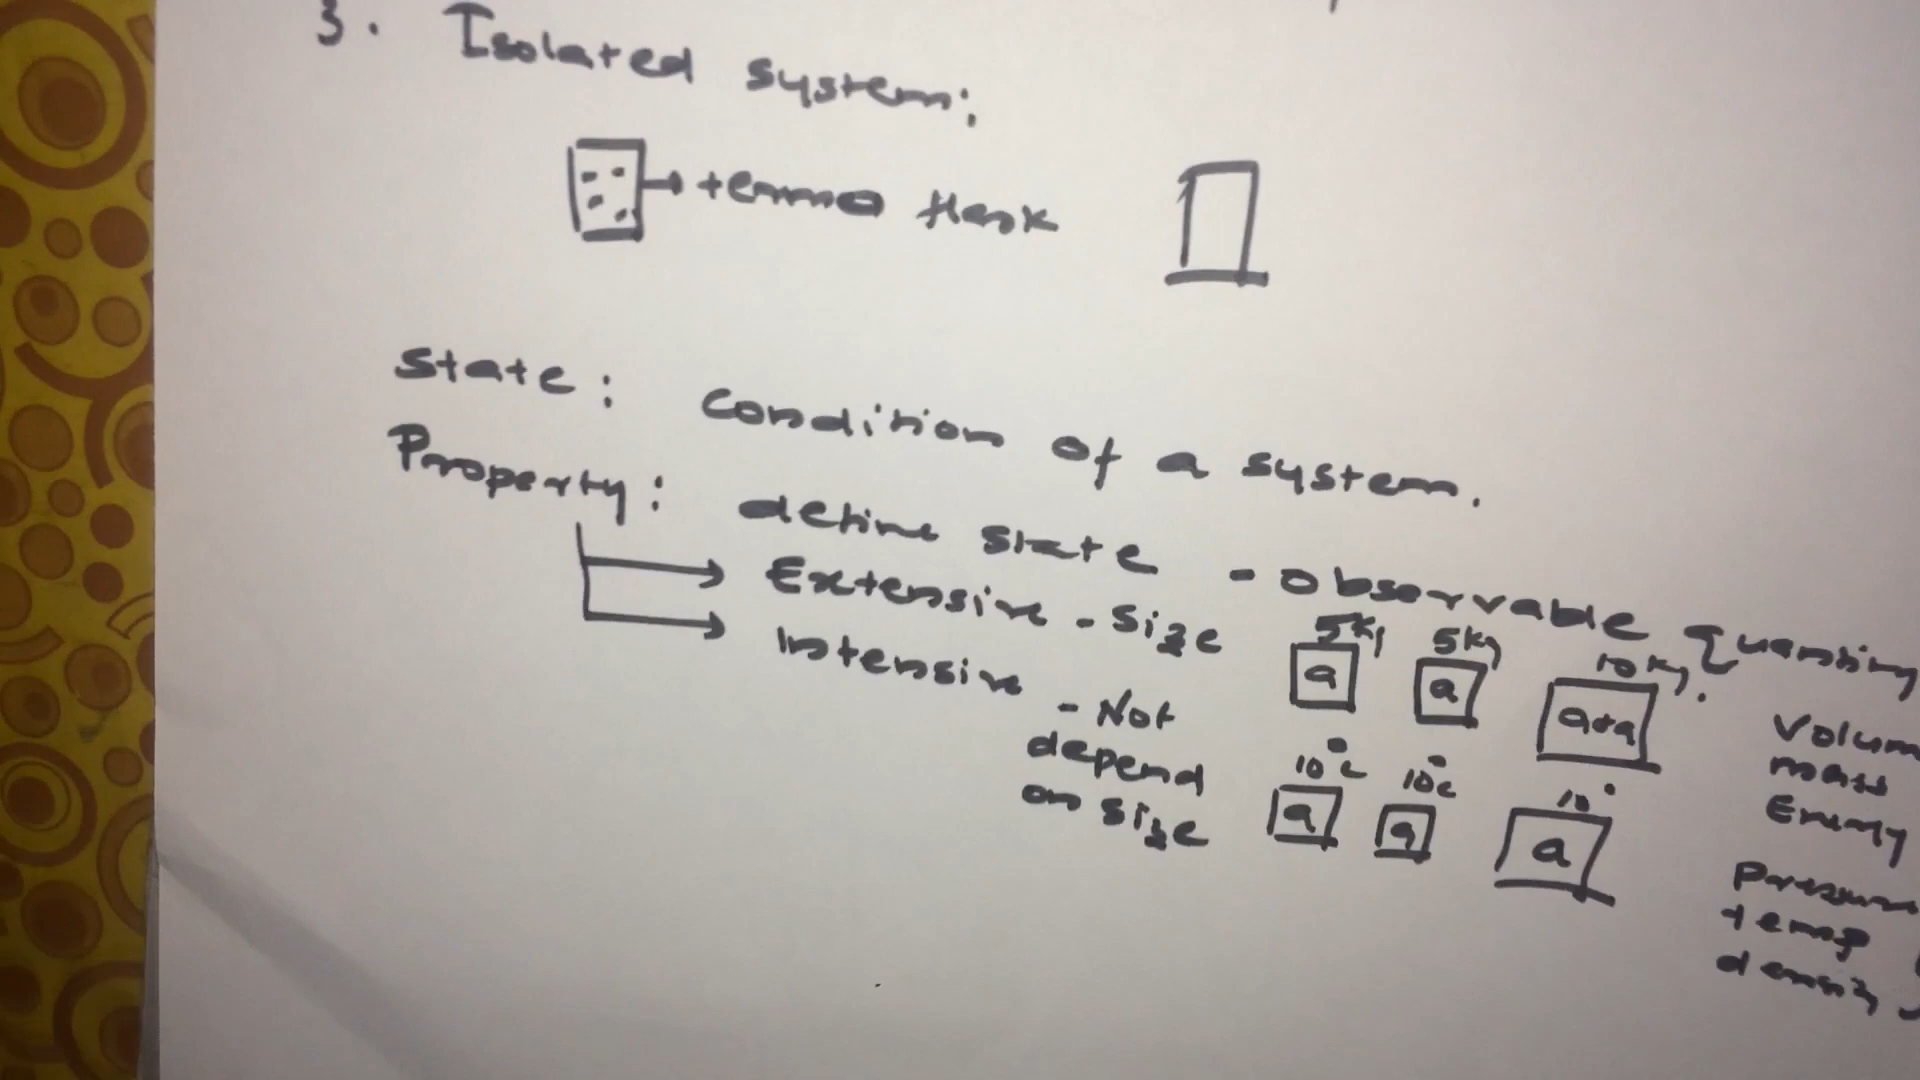 3. Isolated system:
termo flask
State: Condition of a system.
Property: define state - observable quantity
Extensive - Size
5kg 5kg 10kg.
a a a+a
Intensive - Not depend on size
10°c 10°c 10°
a a a
Volum
mass
Energy
Pressur
temp
density